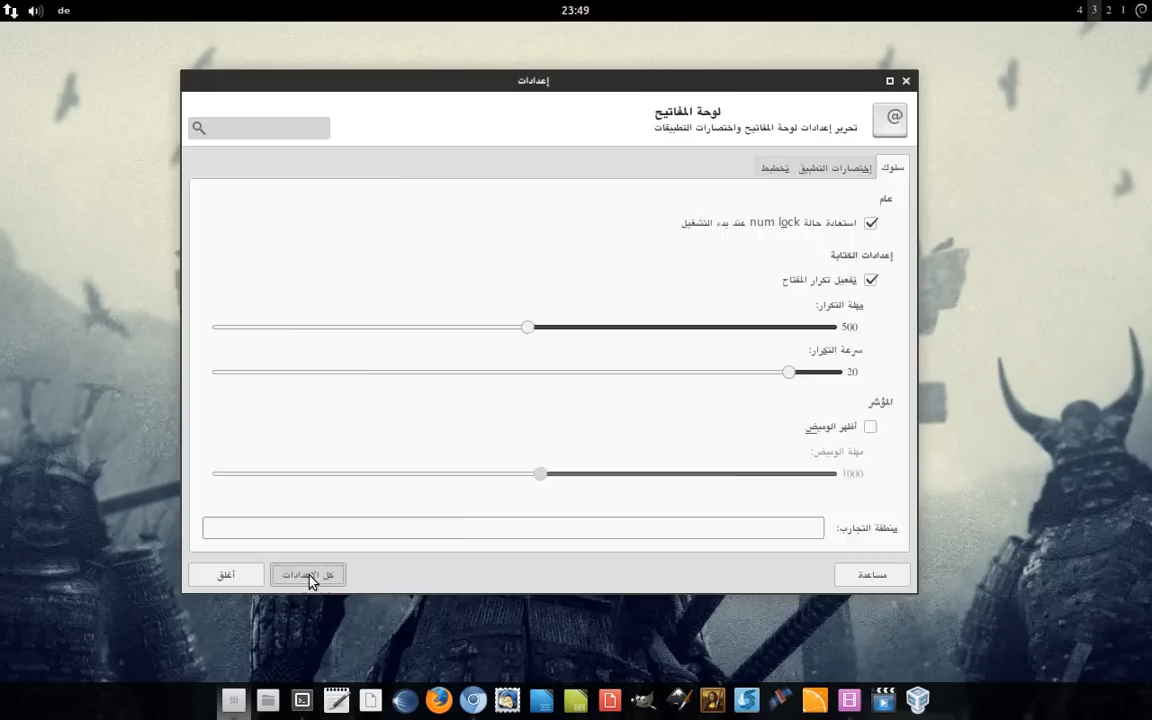 de
23:49
4 3 2 1
إعدادات
لوحة المفاتيح
تحرير إعدادات لوحة المفاتيح واختصارات التطبيقات
سلوك
إختصارات التطبيق
تخطيط
عام
استعادة حالة num lock عند بدء التشغيل
إعدادات الكتابة
تفعيل تكرار المفتاح
مهلة التكرار:
500
سرعة التكرار:
20
المؤشر
أظهر الوميض
مهلة الوميض:
1000
منطقة التجارب:
مساعدة
كل الإعدادات
أغلق